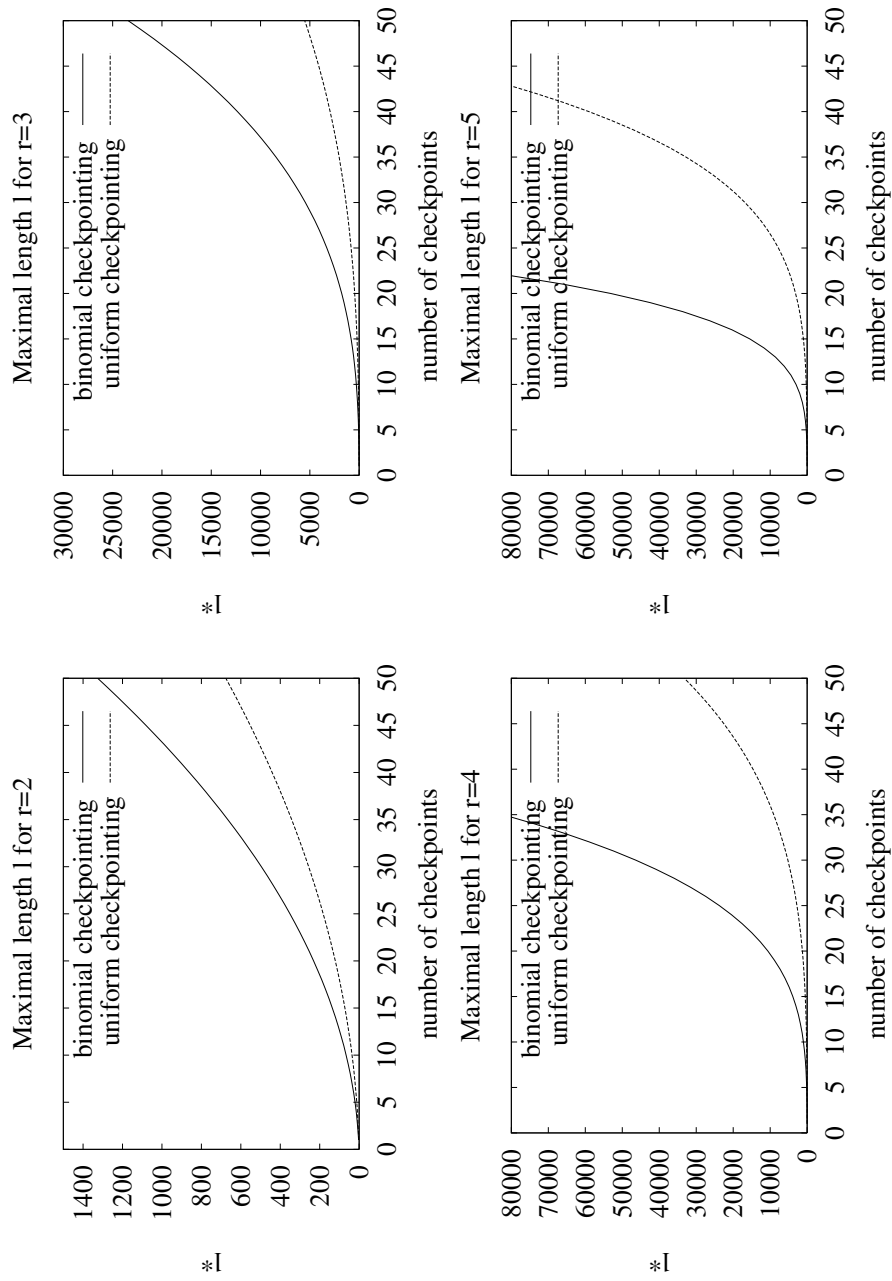 Maximal length l for r=2
1400
1200
1000
800
600
400
200
0
l*
binomial checkpointing
uniform checkpointing
0 5 10 15 20 25 30 35 40 45 50
number of checkpoints
Maximal length l for r=3
30000
25000
20000
15000
10000
5000
0
l*
binomial checkpointing
uniform checkpointing
0 5 10 15 20 25 30 35 40 45 50
number of checkpoints
Maximal length l for r=4
80000
70000
60000
50000
40000
30000
20000
10000
0
l*
binomial checkpointing
uniform checkpointing
0 5 10 15 20 25 30 35 40 45 50
number of checkpoints
Maximal length l for r=5
80000
70000
60000
50000
40000
30000
20000
10000
0
l*
binomial checkpointing
uniform checkpointing
0 5 10 15 20 25 30 35 40 45 50
number of checkpoints